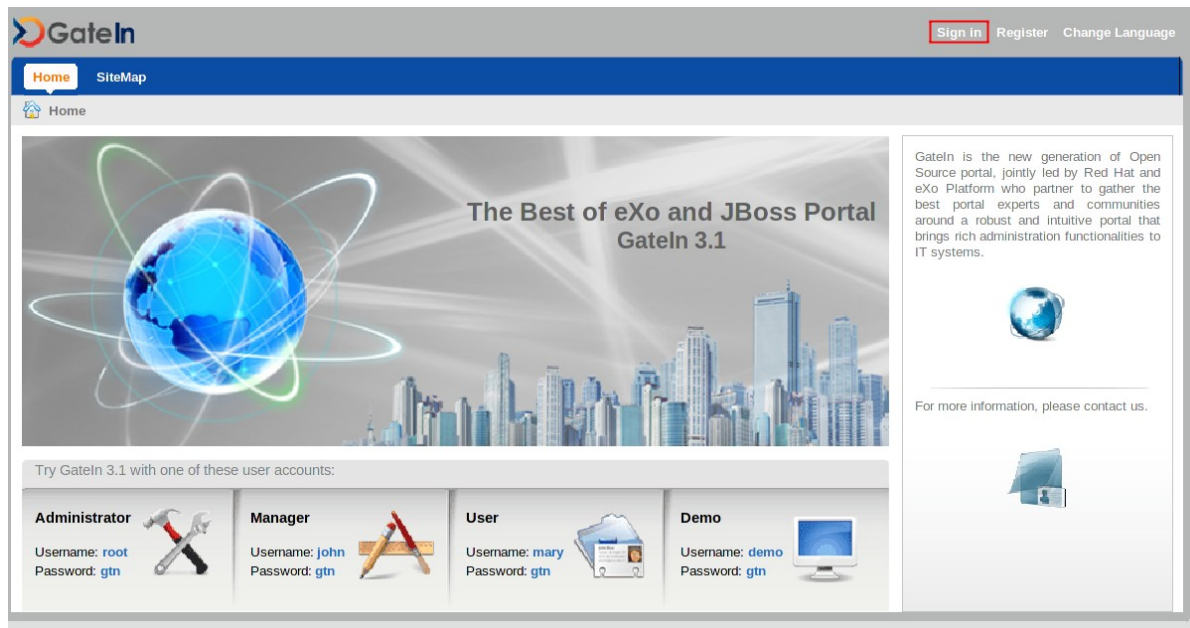 GateIn
Sign in Register Change Language
Home SiteMap
Home
The Best of eXo and JBoss Portal
GateIn 3.1
GateIn is the new generation of Open
Source portal, jointly led by Red Hat and
eXo Platform who partner to gather the
best portal experts and communities
around a robust and intuitive portal that
brings rich administration functionalities to
IT systems.
For more information, please contact us.
Try GateIn 3.1 with one of these user accounts:
Administrator
Username: root
Password: gtn
Manager
Username: john
Password: gtn
User
Username: mary
Password: gtn
Demo
Username: demo
Password: gtn